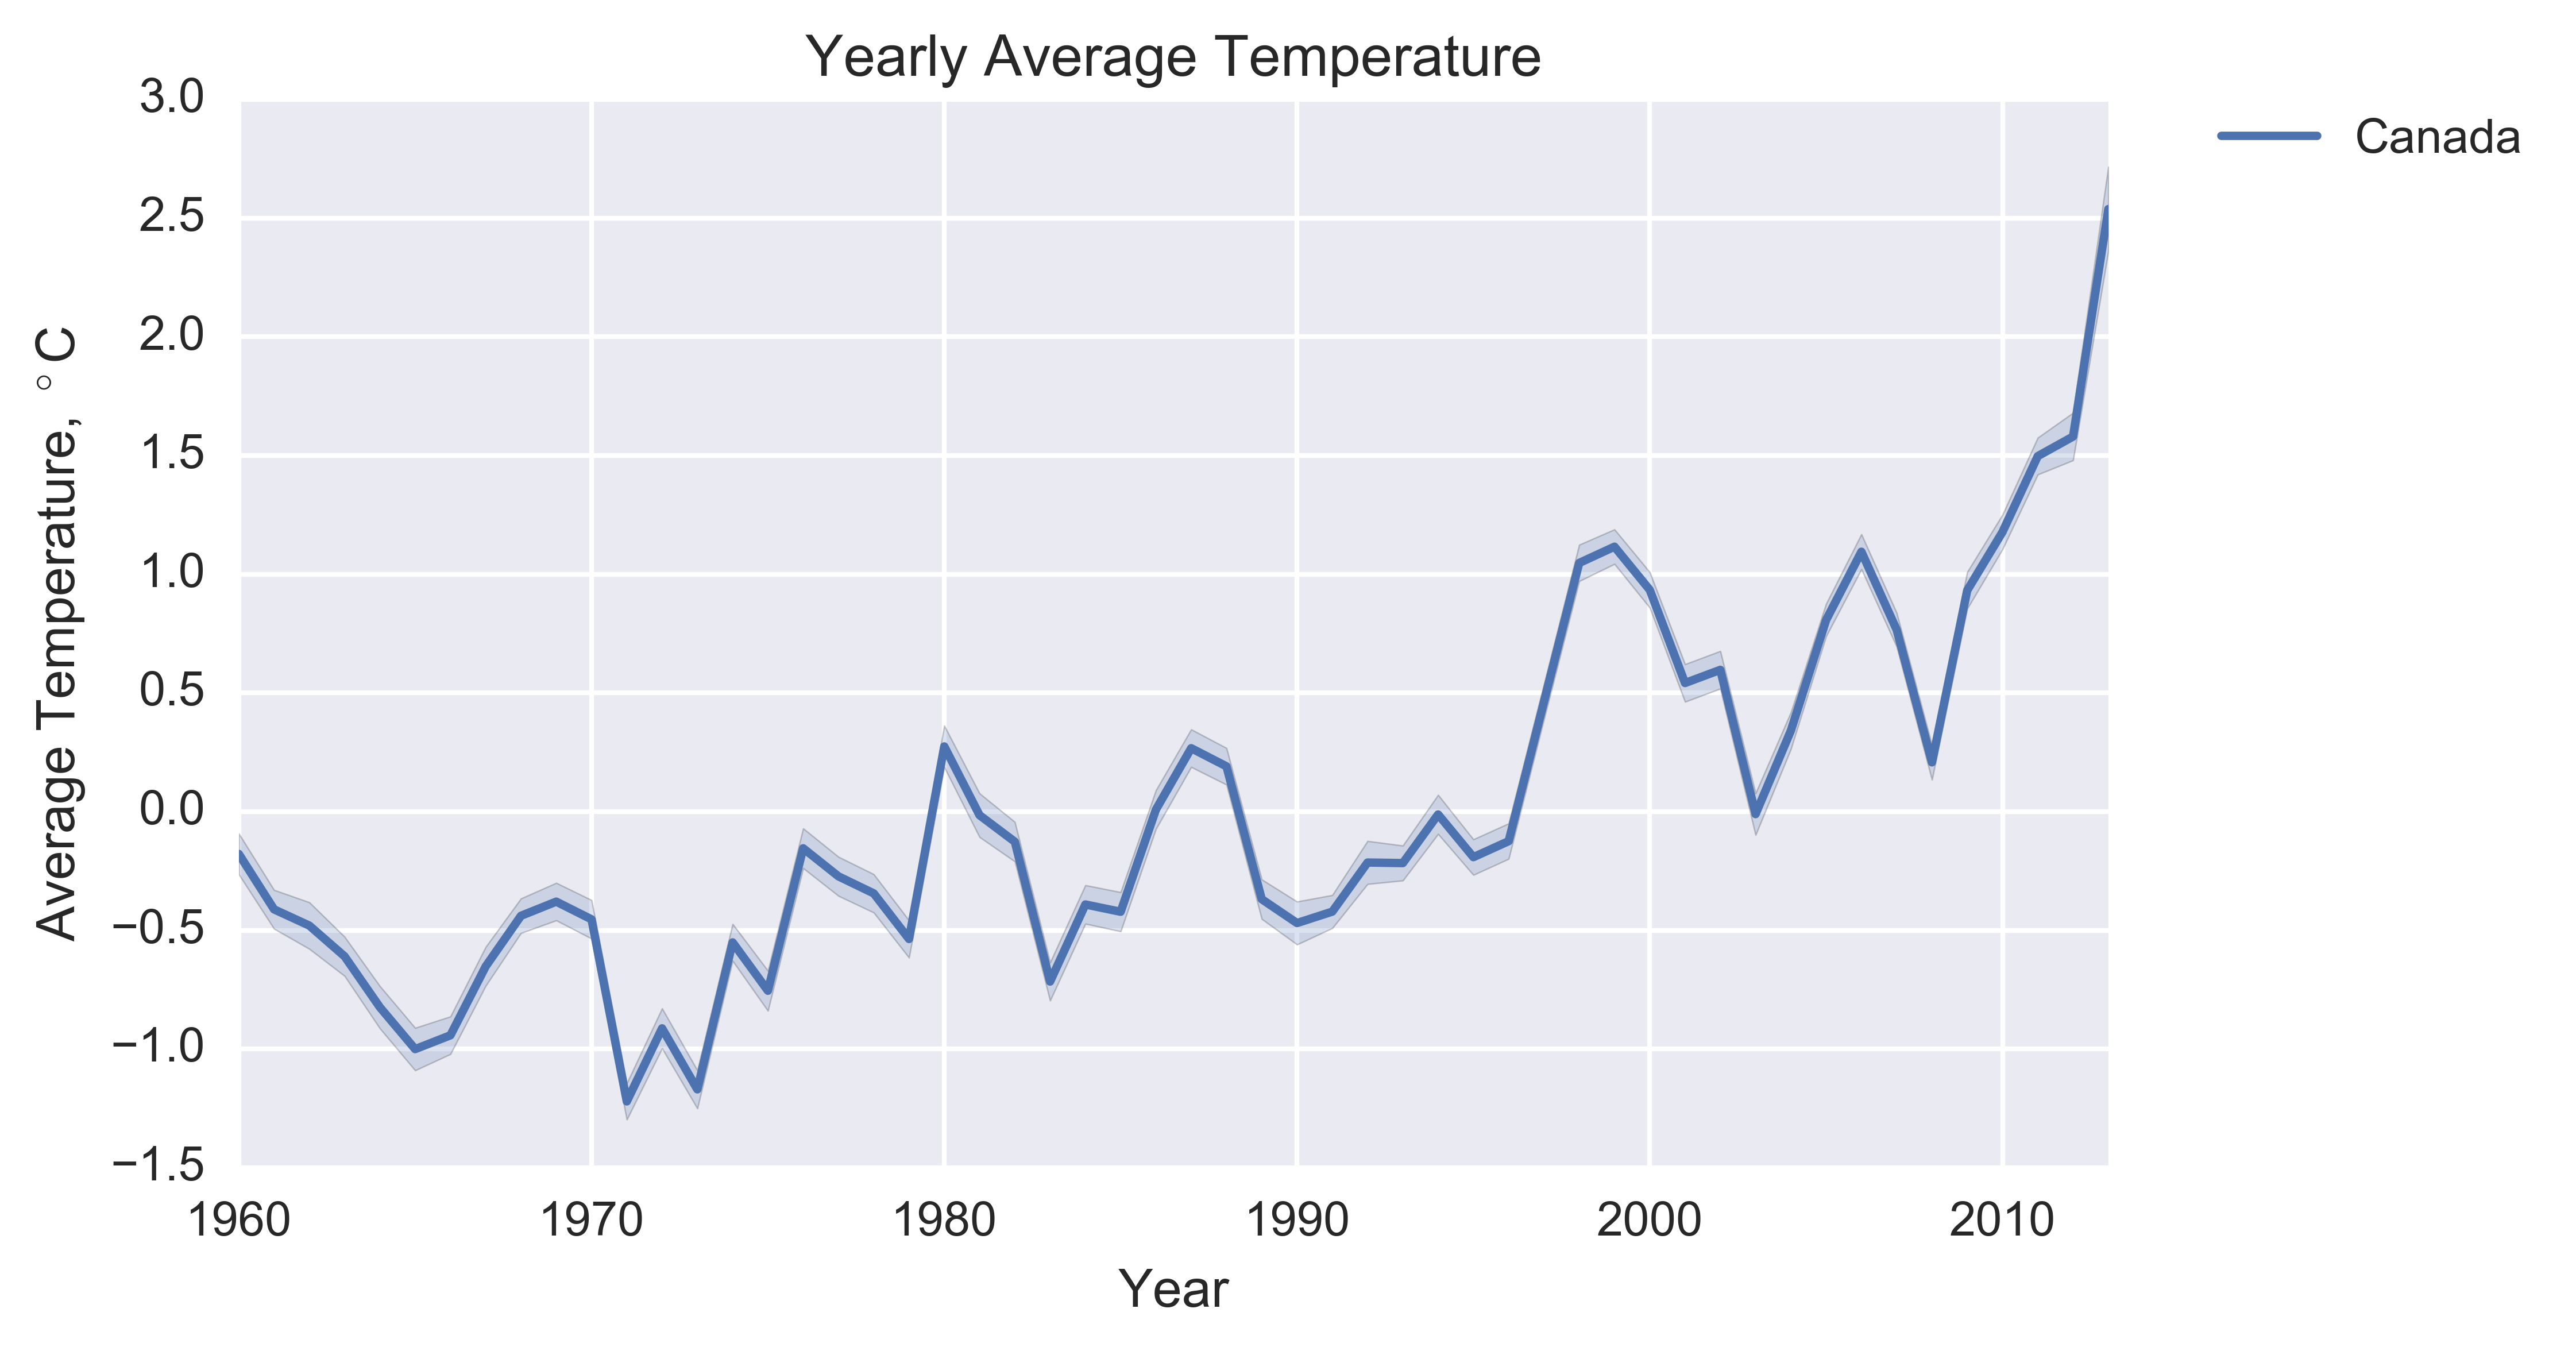 Yearly Average Temperature
3.0
2.5
2.0
1.5
1.0
0.5
0.0
−0.5
−1.0
−1.5
Average Temperature, °C
1960 1970 1980 1990 2000 2010
Year
Canada